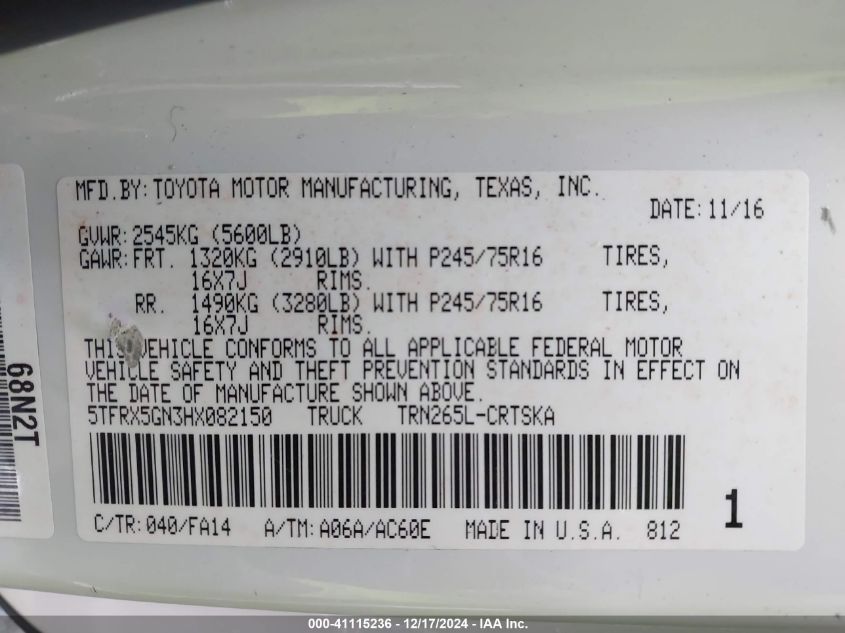 MFD.BY:TOYOTA MOTOR MANUFACTURING, TEXAS, INC.
DATE:11/16
GVWR:2545KG (5600LB)
GAWR:FRT. 1320KG (2910LB) WITH P245/75R16 TIRES,
16X7J RIMS.
RR. 1490KG (3280LB) WITH P245/75R16 TIRES,
16X7J RIMS.
THIS VEHICLE CONFORMS TO ALL APPLICABLE FEDERAL MOTOR
VEHICLE SAFETY AND THEFT PREVENTION STANDARDS IN EFFECT ON
THE DATE OF MANUFACTURE SHOWN ABOVE.
5TFRX5GN3HX082150 TRUCK TRN265L-CRTSKA
1
C/TR:040/FA14 A/TM:A06A/AC60E MADE IN U.S.A. 812
68N2T
000-41115236 - 12/17/2024 - IAA Inc.